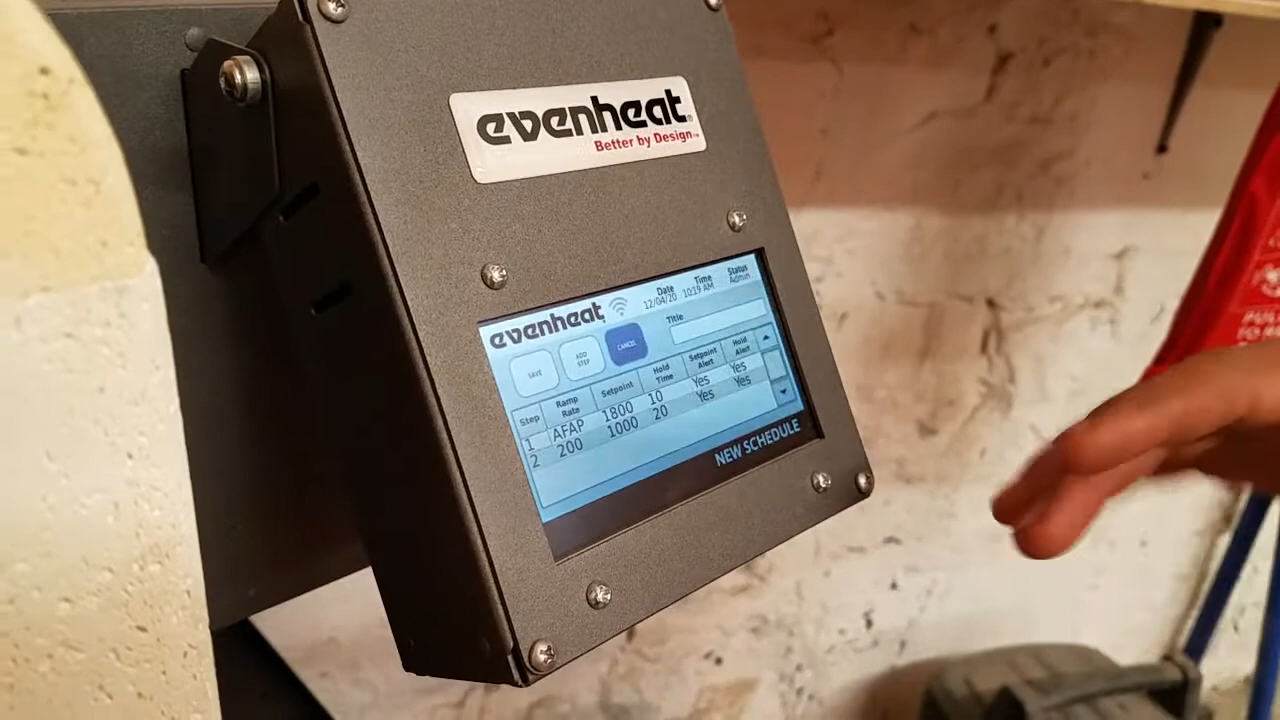 evenheat®
Better by Design™
evenheat
Date
12/04/20
Time
10:19 AM
Status
Admin
SAVE
ADD
STEP
CANCEL
Title
Step Ramp Rate Setpoint Hold Time Setpoint Alert Hold Alert
1 AFAP 1800 10 Yes Yes
2 200 1000 20 Yes Yes
NEW SCHEDULE
PUL